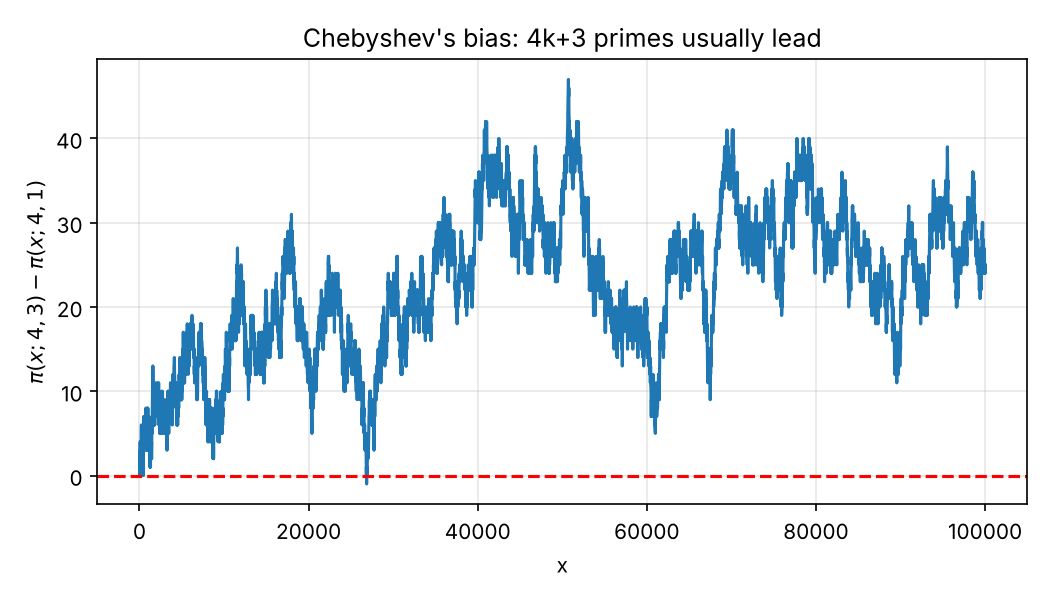 Chebyshev's bias: 4k+3 primes usually lead
π(x; 4, 3) − π(x; 4, 1)
40
30
20
10
0
0 20000 40000 60000 80000 100000
x